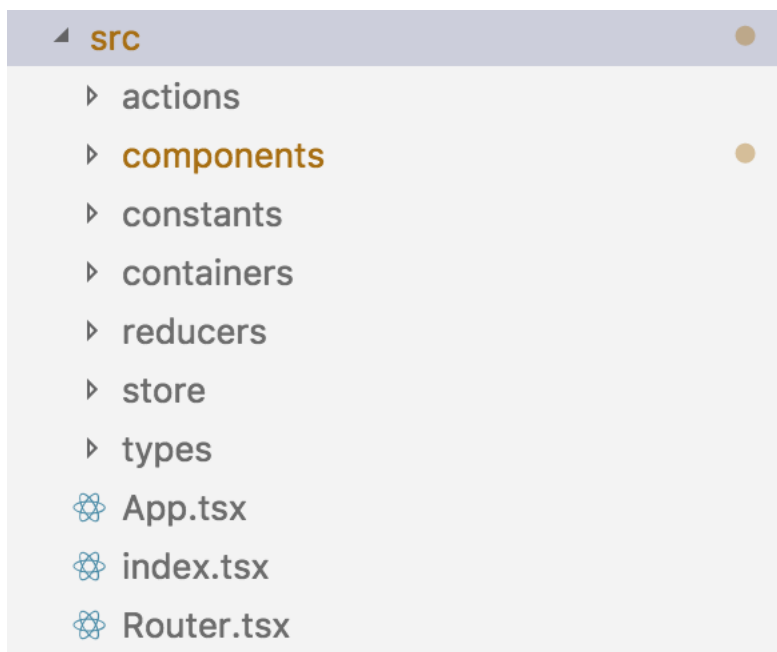 src
actions
components
constants
containers
reducers
store
types
App.tsx
index.tsx
Router.tsx